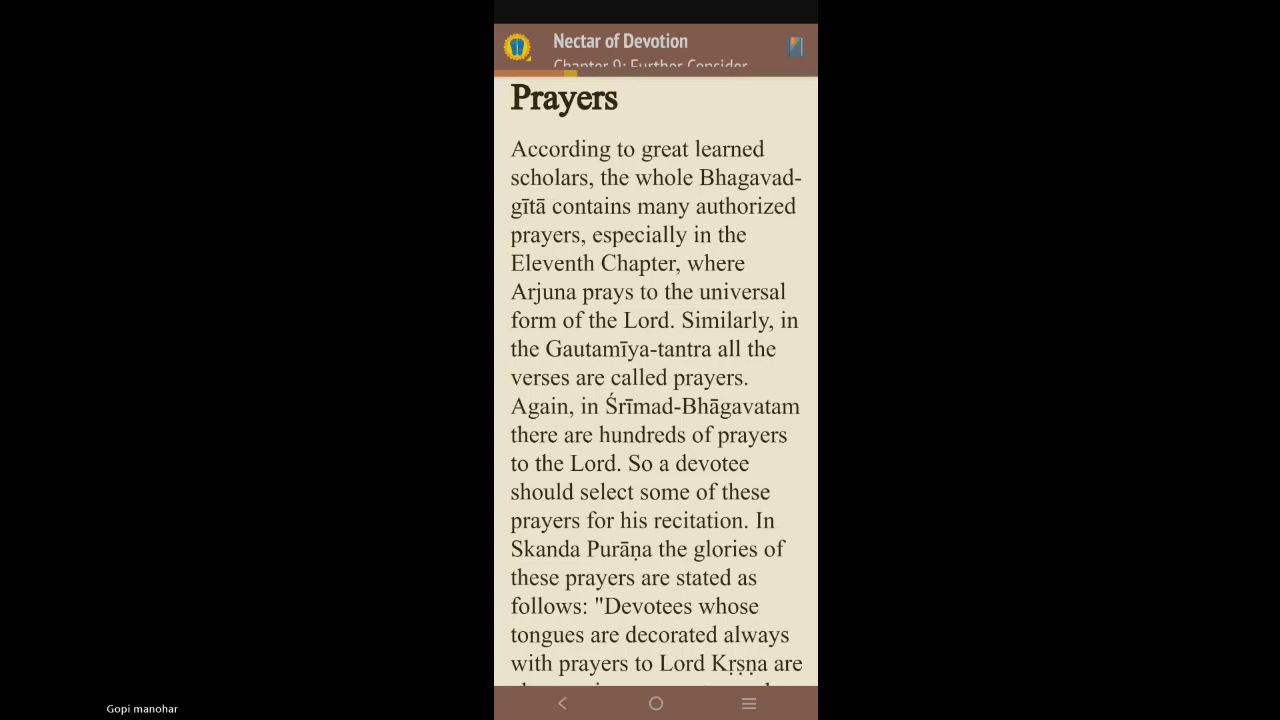 Nectar of Devotion
Chapter 9: Further Consider
Prayers
According to great learned
scholars, the whole Bhagavad-
gītā contains many authorized
prayers, especially in the
Eleventh Chapter, where
Arjuna prays to the universal
form of the Lord. Similarly, in
the Gautamīya-tantra all the
verses are called prayers.
Again, in Śrīmad-Bhāgavatam
there are hundreds of prayers
to the Lord. So a devotee
should select some of these
prayers for his recitation. In
Skanda Purāṇa the glories of
these prayers are stated as
follows: "Devotees whose
tongues are decorated always
with prayers to Lord Kṛṣṇa are
Gopi manohar